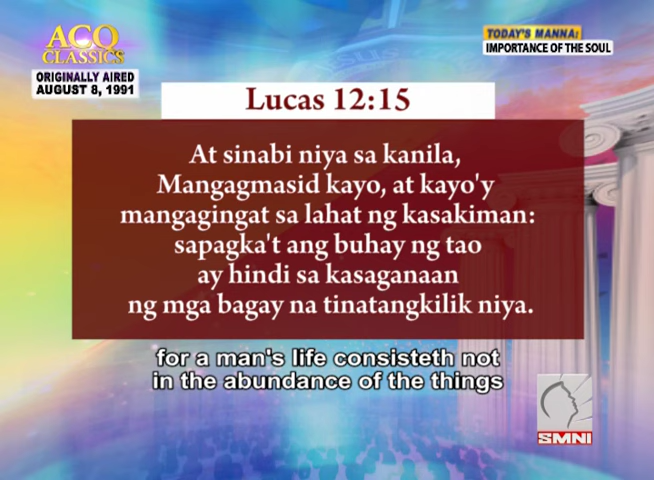 ACQ
CLASSICS
ORIGINALLY AIRED
AUGUST 8, 1991
TODAY'S MANNA:
IMPORTANCE OF THE SOUL
Lucas 12:15
At sinabi niya sa kanila,
Mangagmasid kayo, at kayo'y
mangagingat sa lahat ng kasakiman:
sapagka't ang buhay ng tao
ay hindi sa kasaganaan
ng mga bagay na tinatangkilik niya.
for a man's life consisteth not
in the abundance of the things
SMNI